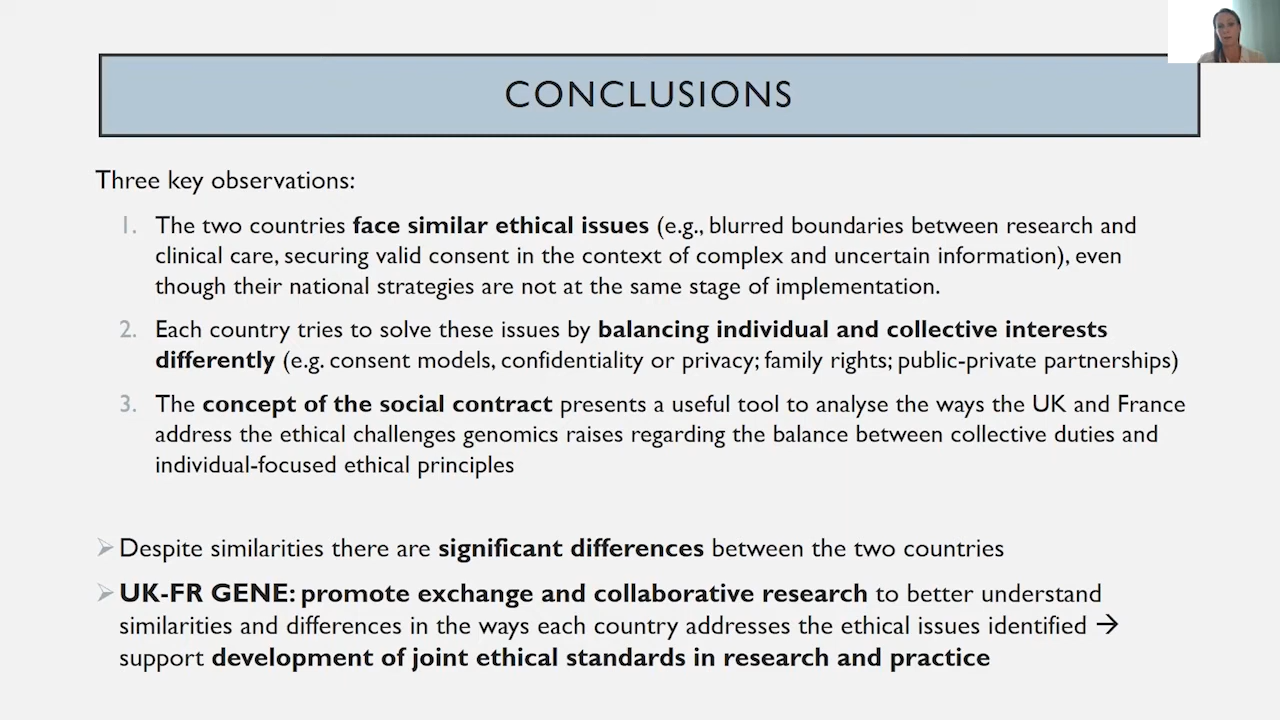 CONCLUSIONS
Three key observations:
1. The two countries face similar ethical issues (e.g., blurred boundaries between research and
clinical care, securing valid consent in the context of complex and uncertain information), even
though their national strategies are not at the same stage of implementation.
2. Each country tries to solve these issues by balancing individual and collective interests
differently (e.g. consent models, confidentiality or privacy; family rights; public-private partnerships)
3. The concept of the social contract presents a useful tool to analyse the ways the UK and France
address the ethical challenges genomics raises regarding the balance between collective duties and
individual-focused ethical principles
➢ Despite similarities there are significant differences between the two countries
➢ UK-FR GENE: promote exchange and collaborative research to better understand
similarities and differences in the ways each country addresses the ethical issues identified →
support development of joint ethical standards in research and practice